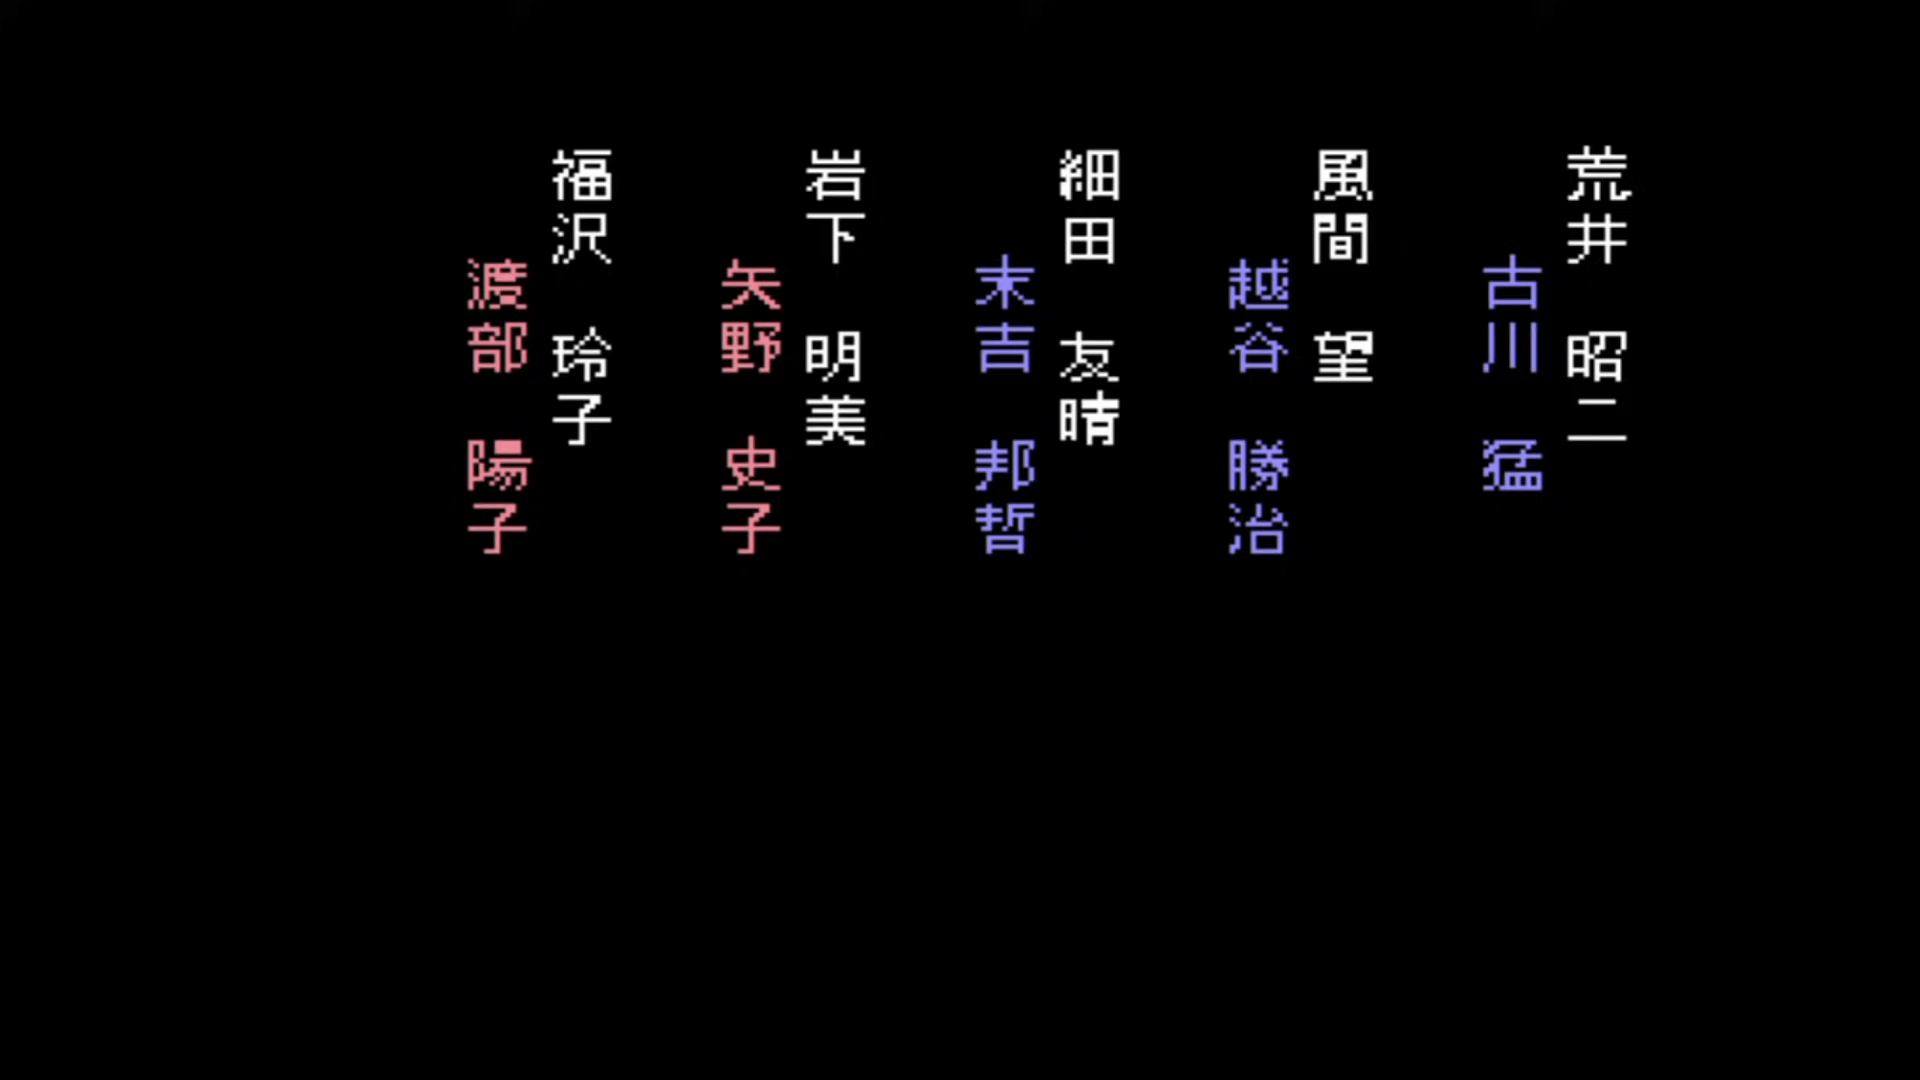 荒井 昭二
古川 猛
風間 望
越谷 勝治
細田 友晴
末吉 邦哲
岩下 明美
矢野 史子
福沢 玲子
渡部 陽子